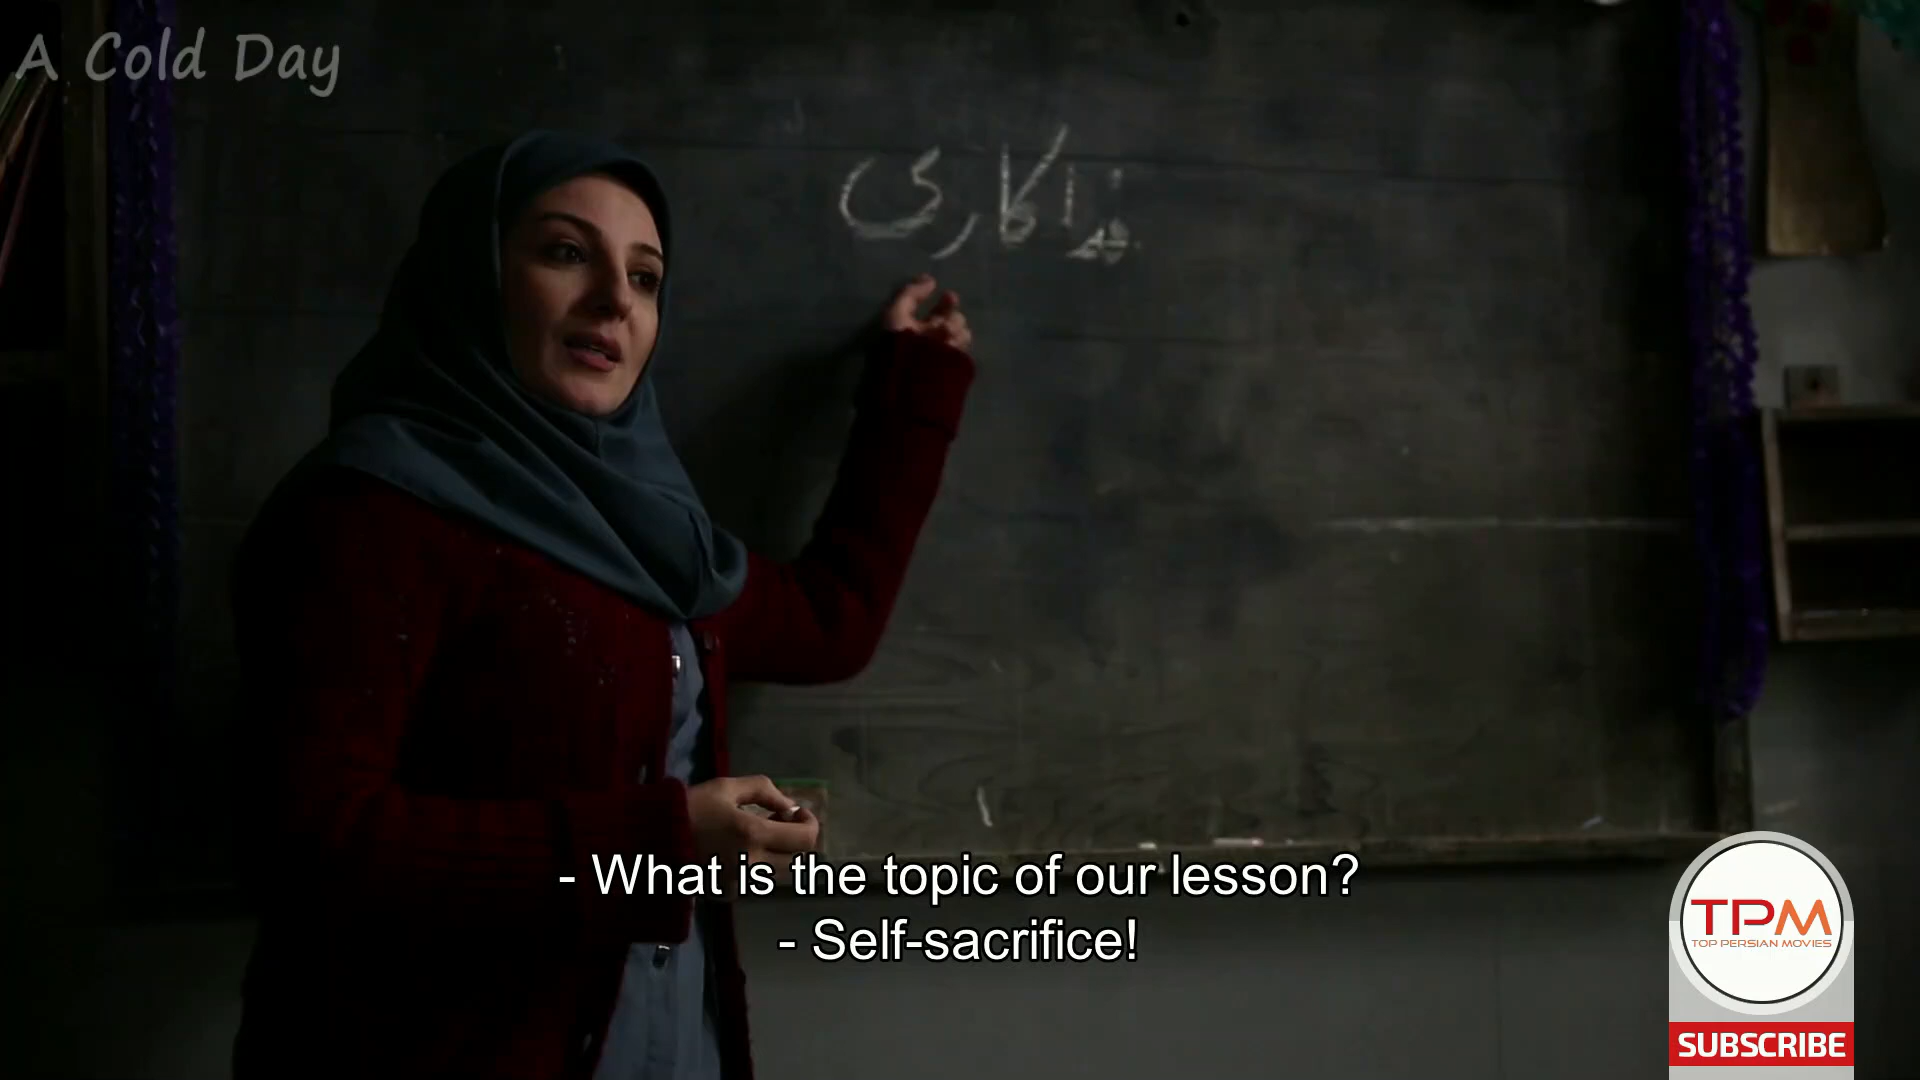 A Cold Day
فداکاری
- What is the topic of our lesson?
- Self-sacrifice!
TPM
TOP PERSIAN MOVIES
SUBSCRIBE